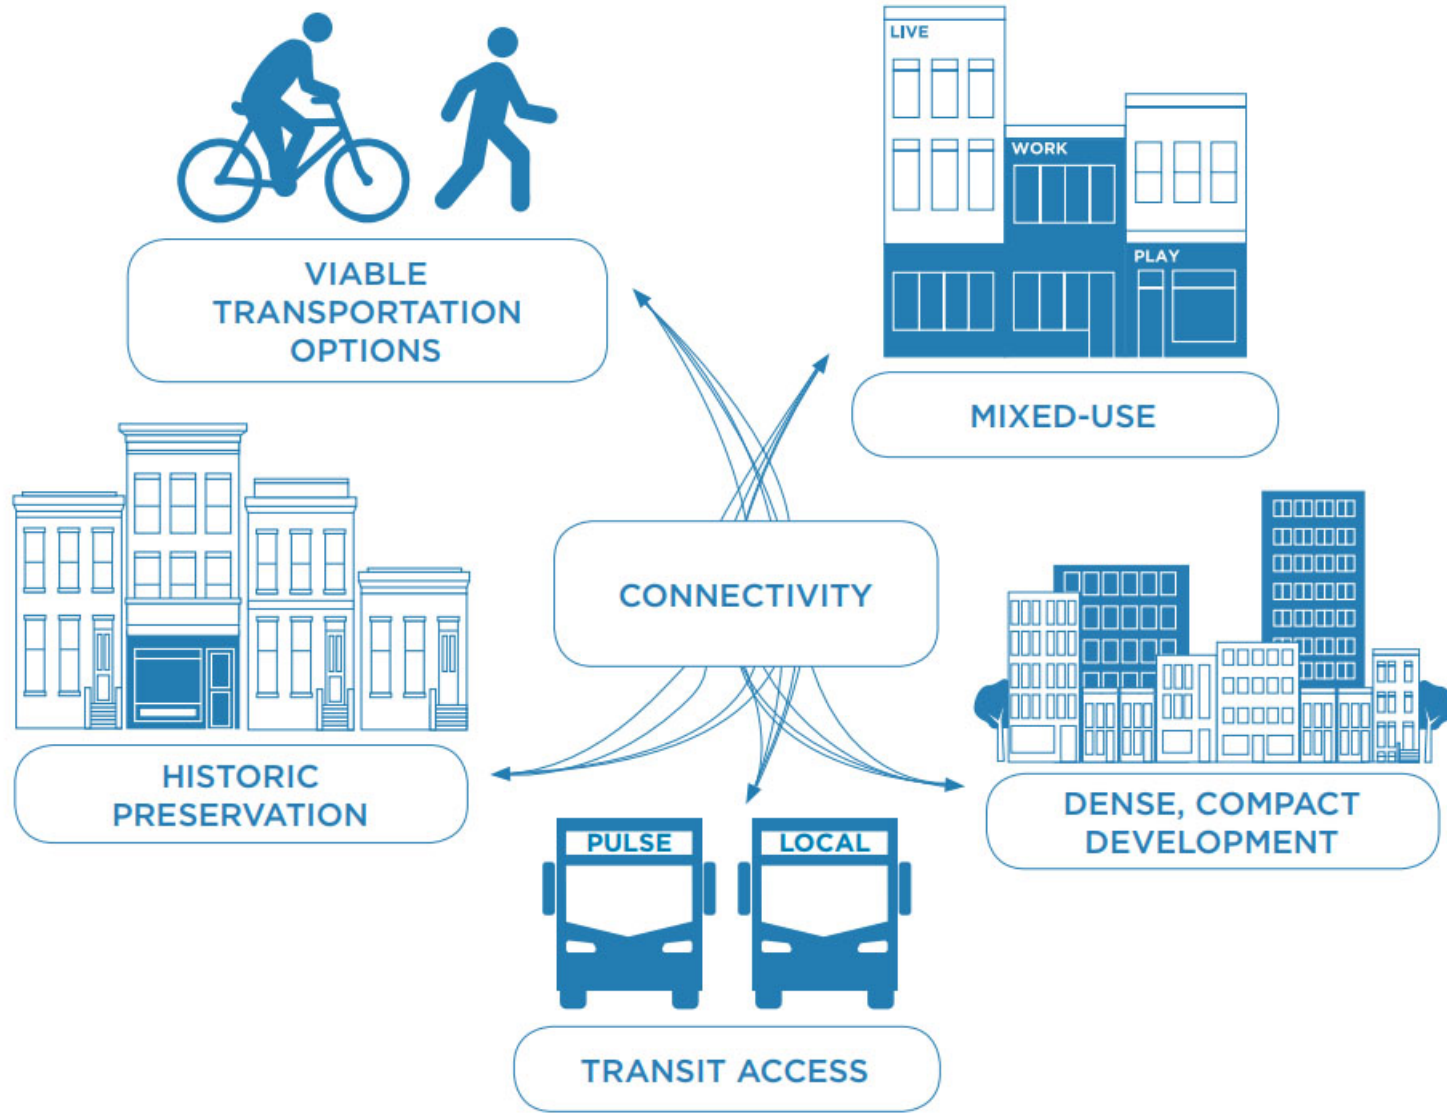 LIVE
WORK
PLAY
VIABLE
TRANSPORTATION
OPTIONS
MIXED-USE
CONNECTIVITY
HISTORIC
PRESERVATION
DENSE, COMPACT
DEVELOPMENT
PULSE
LOCAL
TRANSIT ACCESS